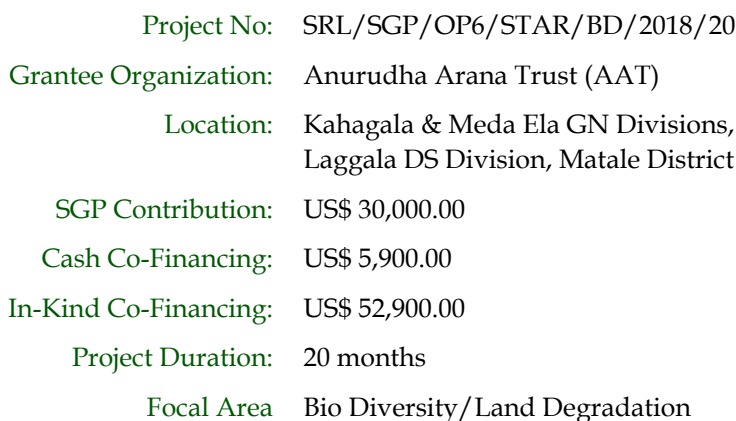 Project No: SRL/SGP/OP6/STAR/BD/2018/20
Grantee Organization: Anurudha Arana Trust (AAT)
Location: Kahagala & Meda Ela GN Divisions,
Laggala DS Division, Matale District
SGP Contribution: US$ 30,000.00
Cash Co-Financing: US$ 5,900.00
In-Kind Co-Financing: US$ 52,900.00
Project Duration: 20 months
Focal Area Bio Diversity/Land Degradation